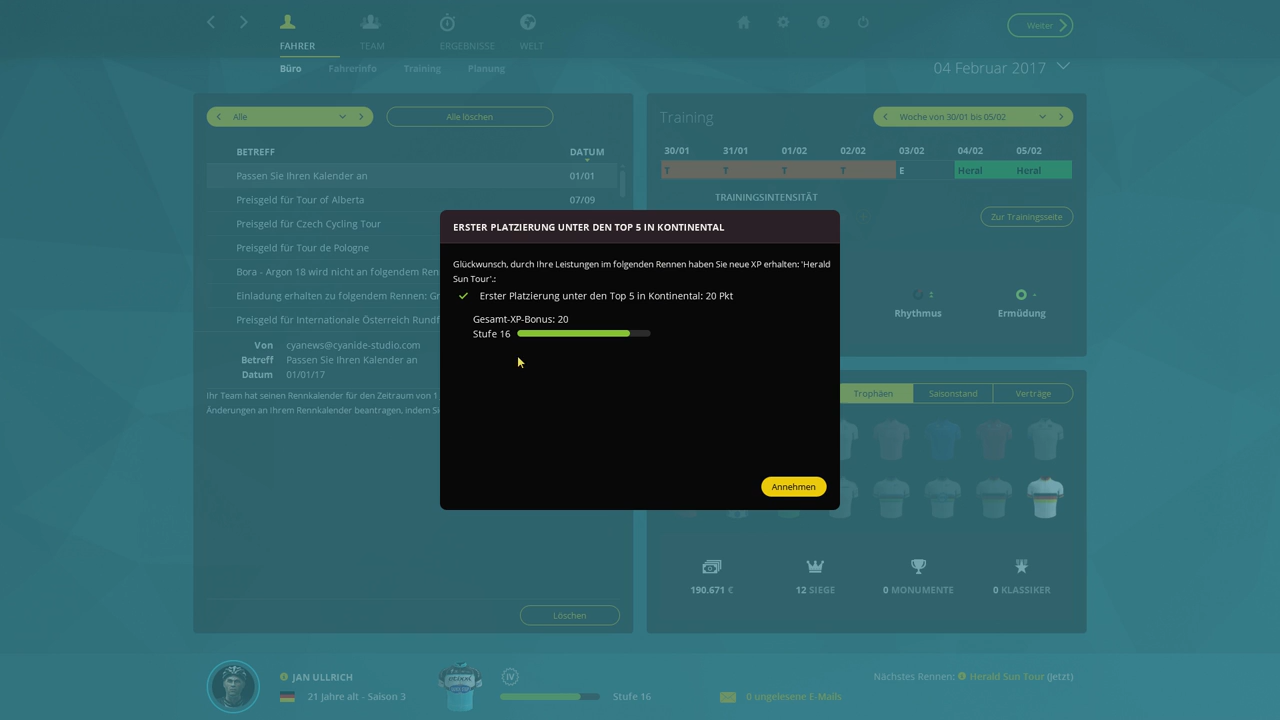 FAHRER
TEAM
ERGEBNISSE
WELT
Weiter
Büro
Fahrerinfo
Training
Planung
04 Februar 2017
Alle
Alle löschen
BETREFF
DATUM
Passen Sie Ihren Kalender an
01/01
Preisgeld für Tour of Alberta
07/09
Preisgeld für Czech Cycling Tour
Preisgeld für Tour de Pologne
Bora - Argon 18 wird nicht an folgendem Ren
Einladung erhalten zu folgendem Rennen: Gr
Preisgeld für Internationale Österreich Rundf
Von cyanews@cyanide-studio.com
Betreff Passen Sie Ihren Kalender an
Datum 01/01/17
Ihr Team hat seinen Rennkalender für den Zeitraum von 1
Änderungen an Ihrem Rennkalender beantragen, indem Si
Löschen
Training
Woche von 30/01 bis 05/02
30/01 31/01 01/02 02/02 03/02 04/02 05/02
T T T T E Heral Heral
TRAININGSINTENSITÄT
Zur Trainingsseite
Rhythmus
Ermüdung
ERSTER PLATZIERUNG UNTER DEN TOP 5 IN KONTINENTAL
Glückwunsch, durch Ihre Leistungen im folgenden Rennen haben Sie neue XP erhalten: 'Herald
Sun Tour'.:
Erster Platzierung unter den Top 5 in Kontinental: 20 Pkt
Gesamt-XP-Bonus: 20
Stufe 16
Annehmen
Trophäen
Saisonstand
Verträge
190.671 €
12 SIEGE
0 MONUMENTE
0 KLASSIKER
JAN ULLRICH
21 Jahre alt - Saison 3
IV
Stufe 16
0 ungelesene E-Mails
Nächstes Rennen: Herald Sun Tour (Jetzt)